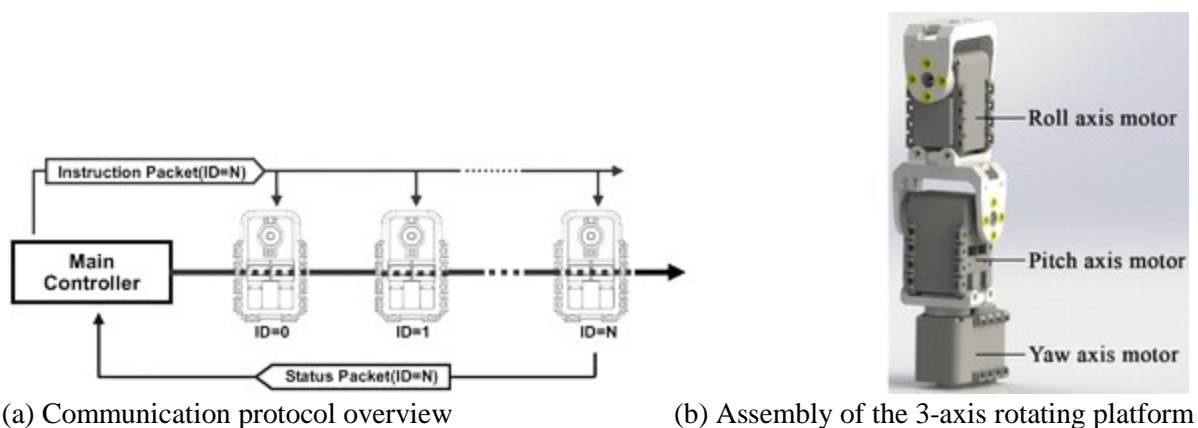 Instruction Packet(ID=N)
Main
Controller
ID=0
ID=1
ID=N
Status Packet(ID=N)
(a) Communication protocol overview
Roll axis motor
Pitch axis motor
Yaw axis motor
(b) Assembly of the 3-axis rotating platform